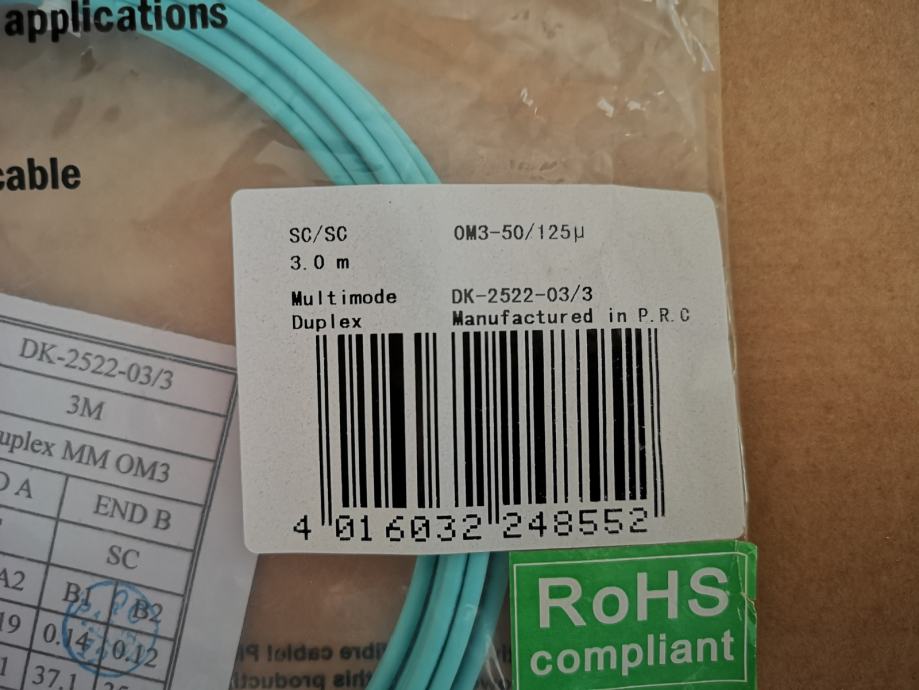 applications
cable
SC/SC OM3-50/125µ
3.0 m
Multimode DK-2522-03/3
Duplex Manufactured in P.R.C
4 016032 248552
DK-2522-03/3
3M
uplex MM OM3
D A END B
SC
A2 B1 B2
19 0.14 0.12
1 37.1
RoHS
compliant